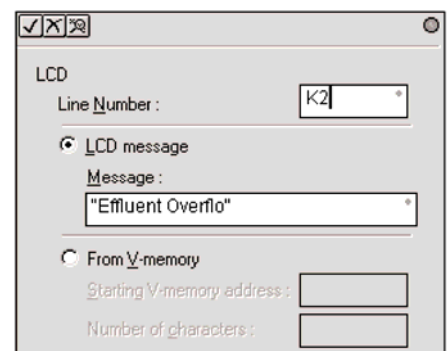 LCD
Line Number :
K2
LCD message
Message :
"Effluent Overflo"
From V-memory
Starting V-memory address :
Number of characters :